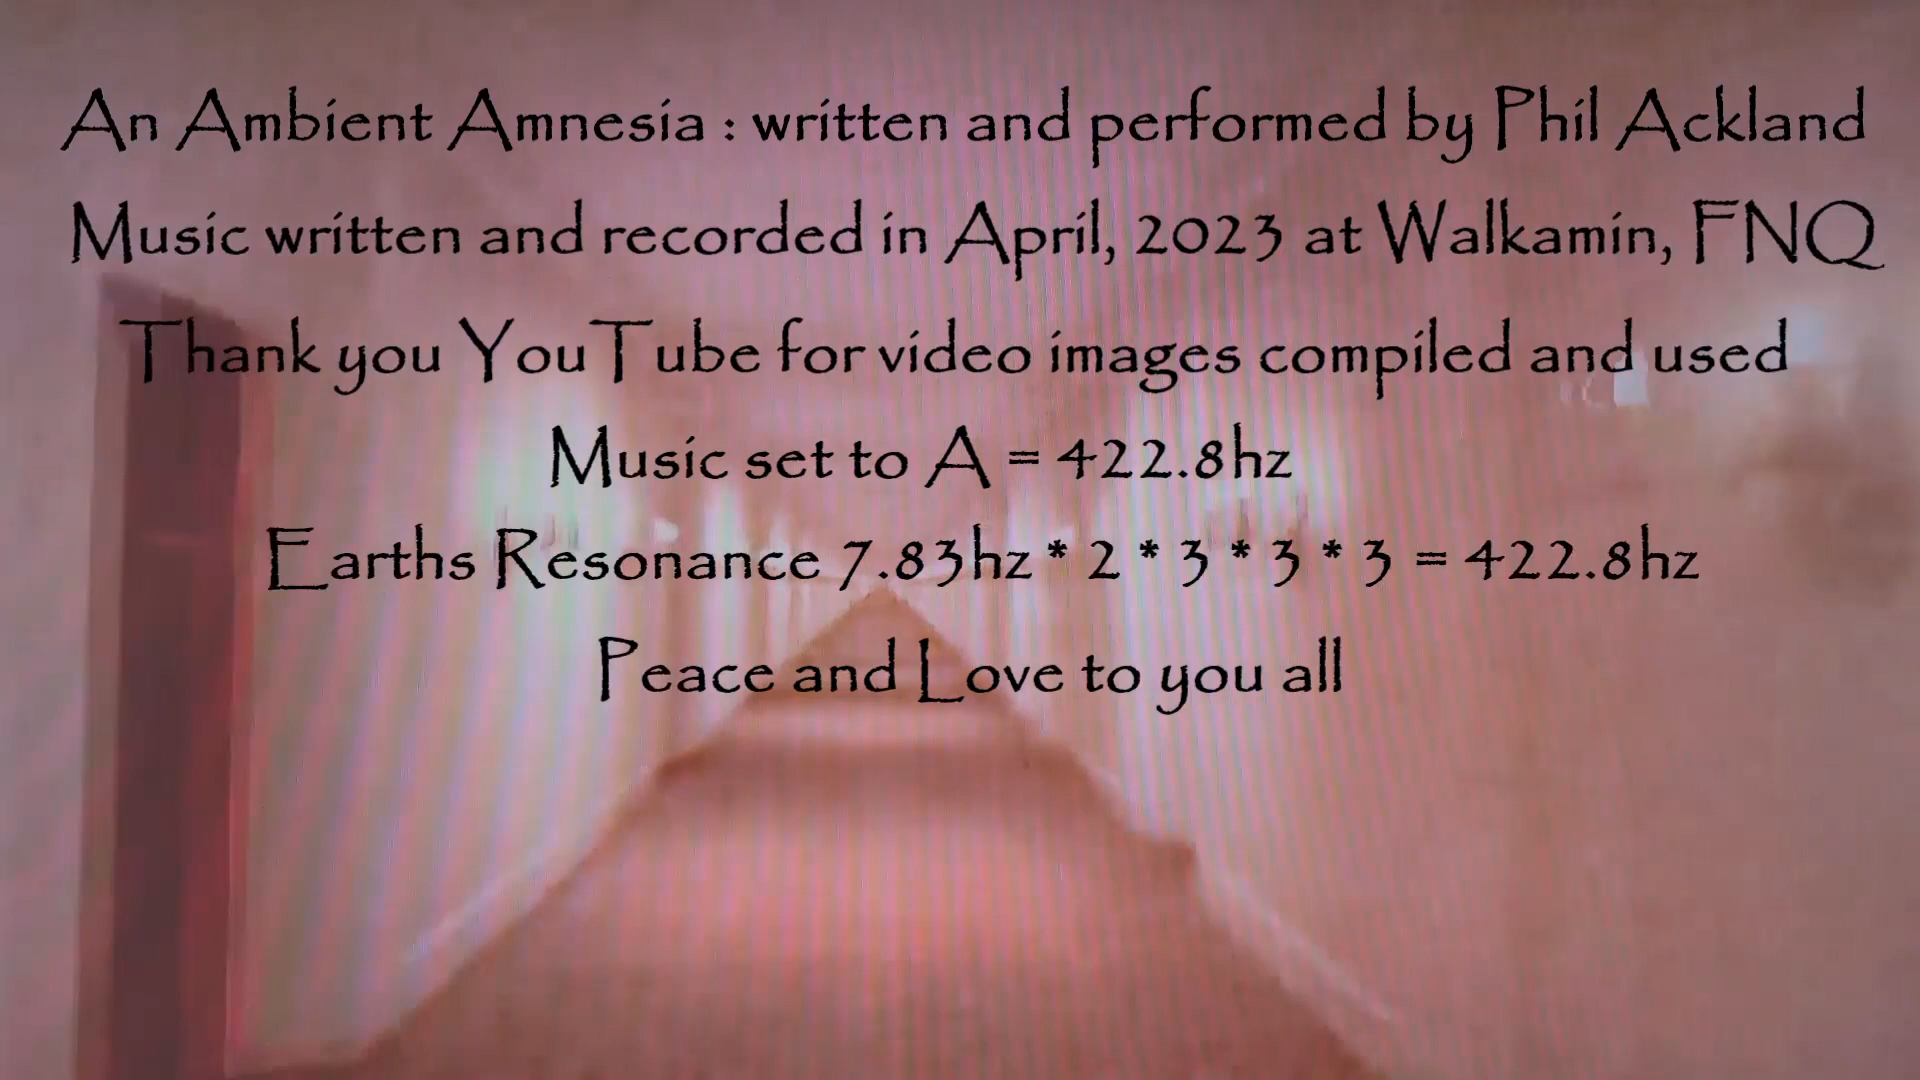 An Ambient Amnesia : written and performed by Phil Ackland
Music written and recorded in April, 2023 at Walkamin, FNQ
Thank you YouTube for video images compiled and used
Music set to A = 422.8hz
Earths Resonance 7.83hz * 2 * 3 * 3 * 3 = 422.8hz
Peace and Love to you all